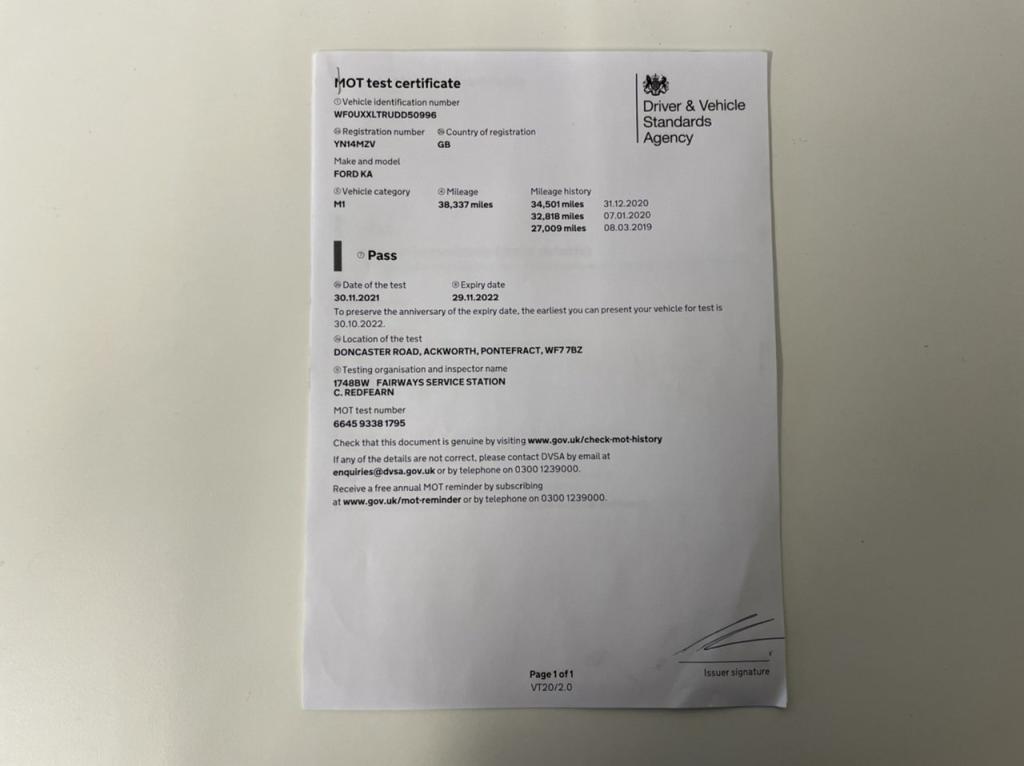 MOT test certificate
Driver & Vehicle
Standards
Agency
Vehicle identification number
WF0UXXLTRUDD50996
Registration number Country of registration
YN14MZV GB
Make and model
FORD KA
Vehicle category Mileage Mileage history
M1 38,337 miles 34,501 miles 31.12.2020
32,818 miles 07.01.2020
27,009 miles 08.03.2019
Pass
Date of the test Expiry date
30.11.2021 29.11.2022
To preserve the anniversary of the expiry date, the earliest you can present your vehicle for test is
30.10.2022.
Location of the test
DONCASTER ROAD, ACKWORTH, PONTEFRACT, WF7 7BZ
Testing organisation and inspector name
1748BW FAIRWAYS SERVICE STATION
C. REDFEARN
MOT test number
6645 9338 1795
Check that this document is genuine by visiting www.gov.uk/check-mot-history
If any of the details are not correct, please contact DVSA by email at
enquiries@dvsa.gov.uk or by telephone on 0300 1239000.
Receive a free annual MOT reminder by subscribing
at www.gov.uk/mot-reminder or by telephone on 0300 1239000.
Issuer signature
Page 1 of 1
VT20/2.0